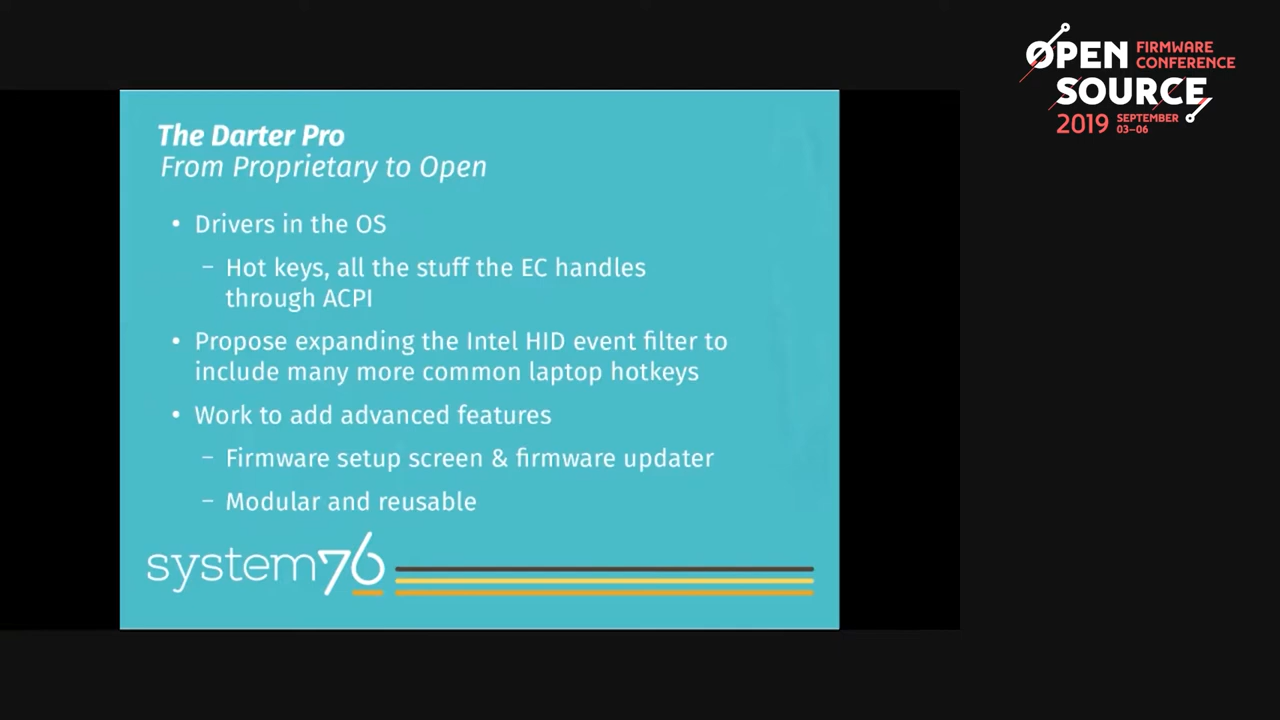 OPEN FIRMWARE
CONFERENCE
SOURCE
2019 SEPTEMBER
03–06
The Darter Pro
From Proprietary to Open
• Drivers in the OS
– Hot keys, all the stuff the EC handles
through ACPI
• Propose expanding the Intel HID event filter to
include many more common laptop hotkeys
• Work to add advanced features
– Firmware setup screen & firmware updater
– Modular and reusable
system76